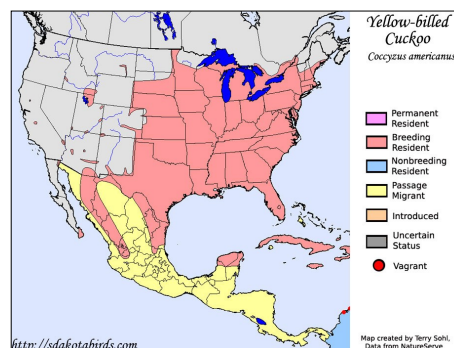 Yellow-billed
Cuckoo
Coccyzus americanus
Permanent
Resident
Breeding
Resident
Nonbreeding
Resident
Passage
Migrant
Introduced
Uncertain
Status
Vagrant
http://sdakotabirds.com
Map created by Terry Sohl,
Data from NatureServe